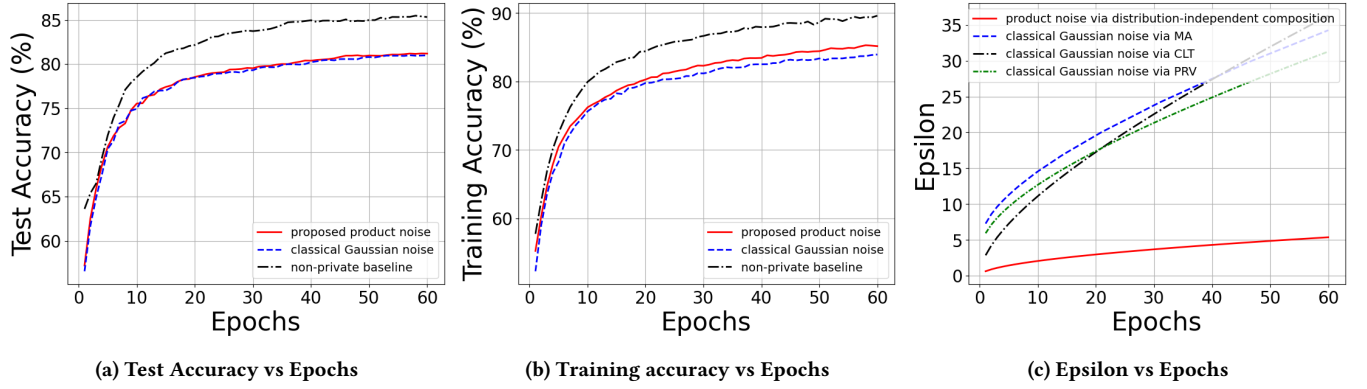 Test Accuracy (%)
85
80
75
70
65
60
0 10 20 30 40 50 60
Epochs
proposed product noise
classical Gaussian noise
non-private baseline
(a) Test Accuracy vs Epochs
Training Accuracy (%)
90
80
70
60
0 10 20 30 40 50 60
Epochs
proposed product noise
classical Gaussian noise
non-private baseline
(b) Training accuracy vs Epochs
Epsilon
35
30
25
20
15
10
5
0
0 10 20 30 40 50 60
Epochs
product noise via distribution-independent composition
classical Gaussian noise via MA
classical Gaussian noise via CLT
classical Gaussian noise via PRV
(c) Epsilon vs Epochs